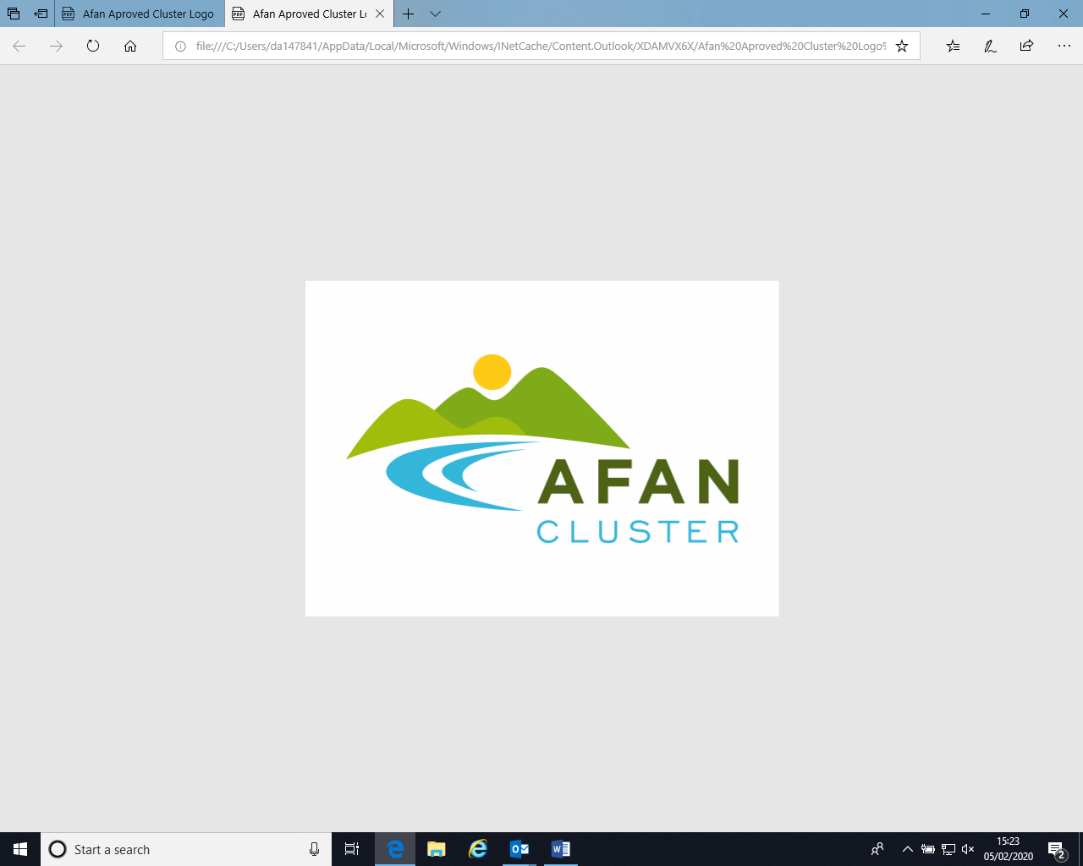 Afan Aproved Cluster Logo
Afan Aproved Cluster Lo
file:///C:/Users/da147841/AppData/Local/Microsoft/Windows/INetCache/Content.Outlook/XDAMVX6X/Afan%20Aproved%20Cluster%20Logo%
AFAN
CLUSTER
Start a search
15:23
05/02/2020
2